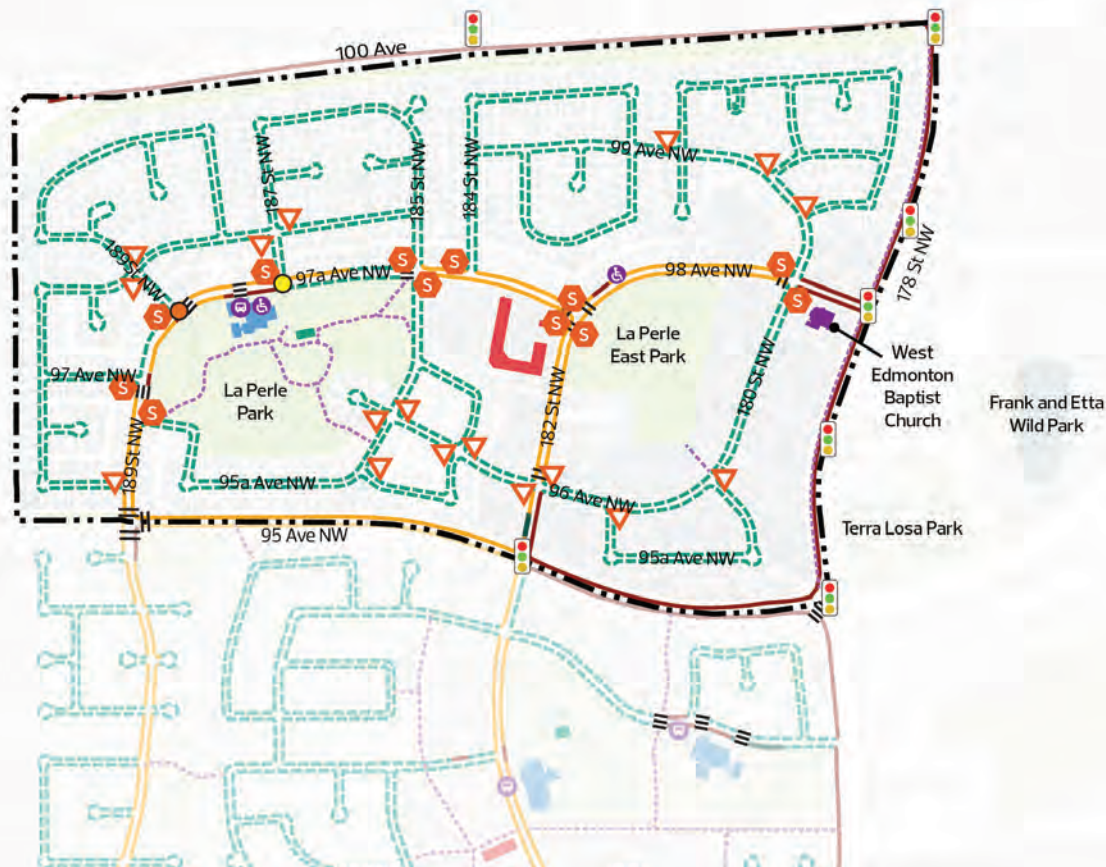 100 Ave
187 St NW
185 St NW
184 St NW
99 Ave NW
178 St NW
189 St NW
97a Ave NW
98 Ave NW
S
S
S
S
S
S
S
S
S
S
S
S
La Perle
East Park
West
Edmonton
Baptist
Church
97 Ave NW
La Perle
Park
182 St NW
180 St NW
Frank and Etta
Wild Park
189 St NW
95a Ave NW
96 Ave NW
95 Ave NW
95a Ave NW
Terra Losa Park